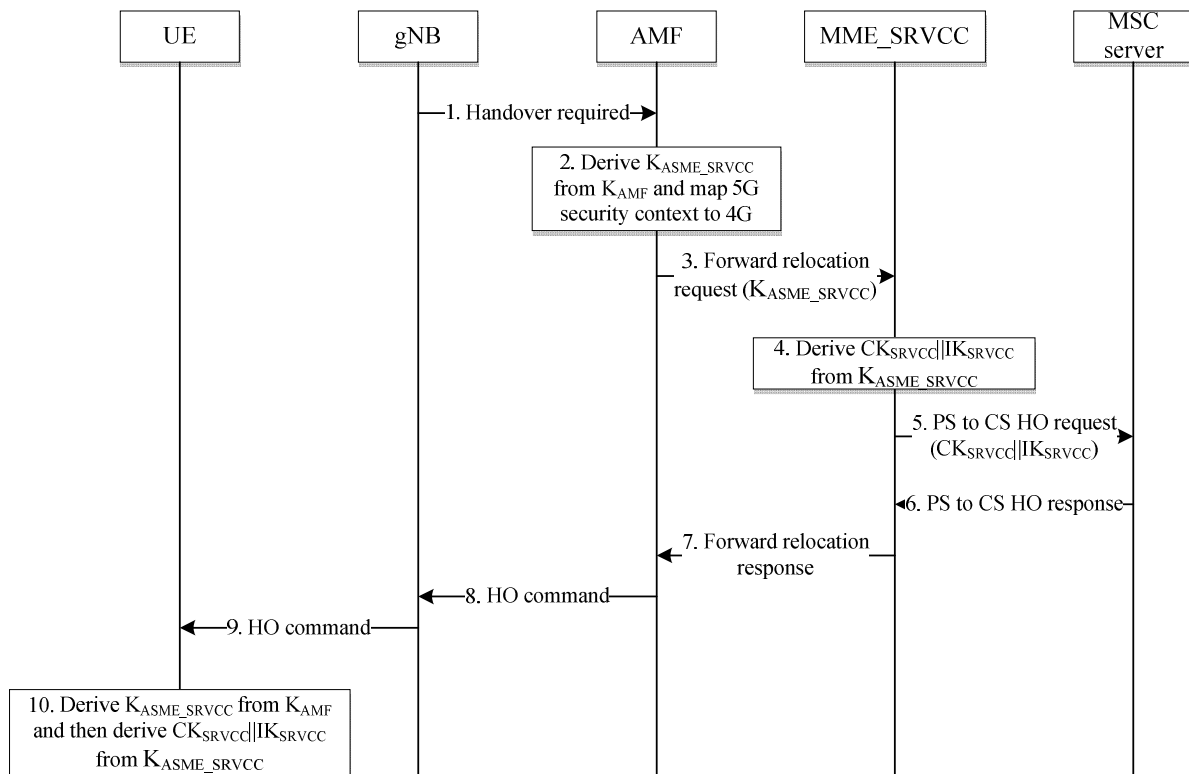 UE
gNB
AMF
MME_SRVCC
MSC
server
1. Handover required
2. Derive KASME_SRVCC
from KAMF and map 5G
security context to 4G
3. Forward relocation
request (KASME_SRVCC)
4. Derive CKSRVCC||IKSRVCC
from KASME_SRVCC
5. PS to CS HO request
(CKSRVCC||IKSRVCC)
6. PS to CS HO response
7. Forward relocation
response
8. HO command
9. HO command
10. Derive KASME_SRVCC from KAMF
and then derive CKSRVCC||IKSRVCC
from KASME_SRVCC